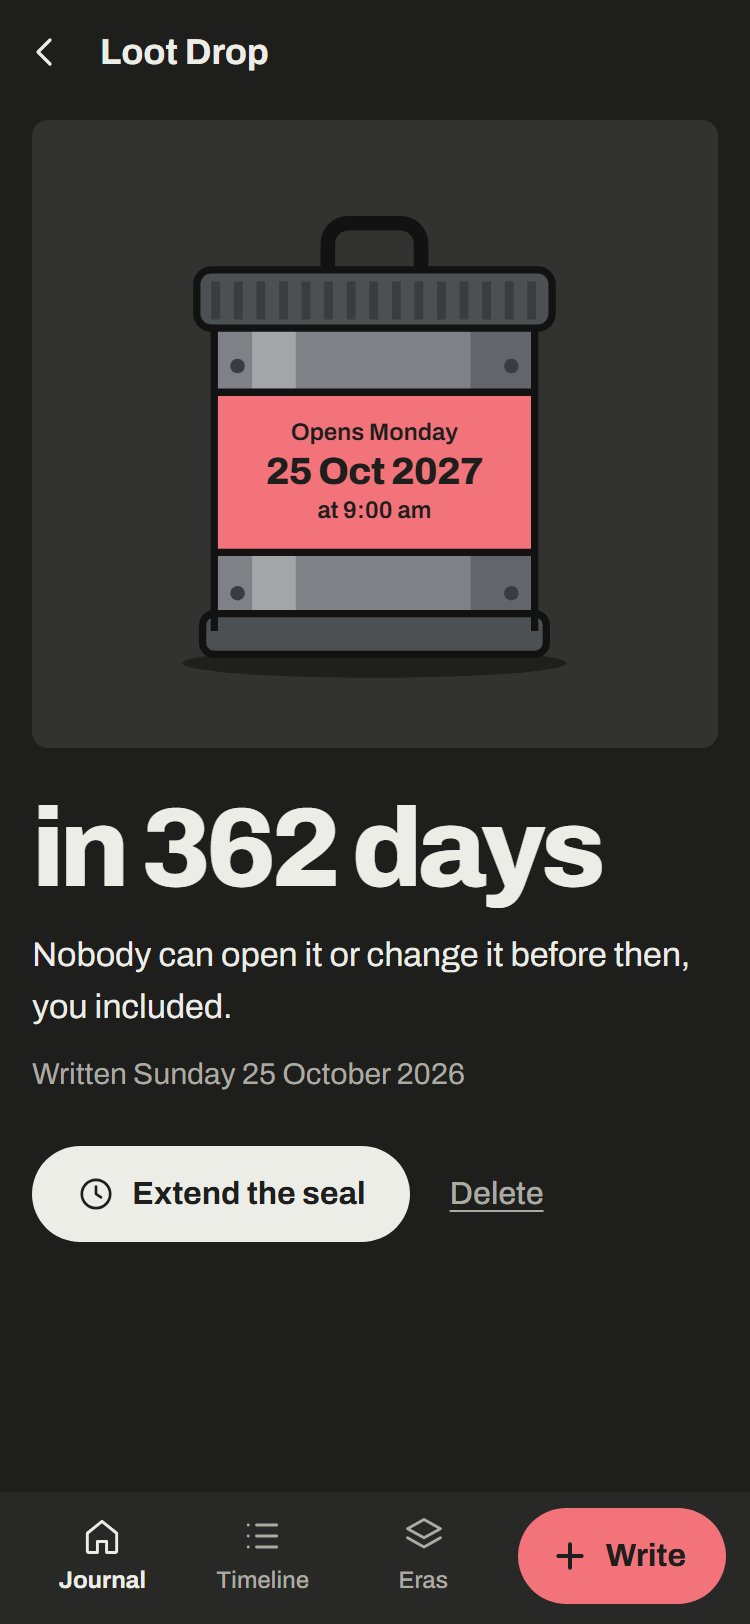 Loot Drop
Opens Monday
25 Oct 2027
at 9:00 am
in 362 days
Nobody can open it or change it before then,
you included.
Written Sunday 25 October 2026
Extend the seal
Delete
Journal
Timeline
Eras
Write